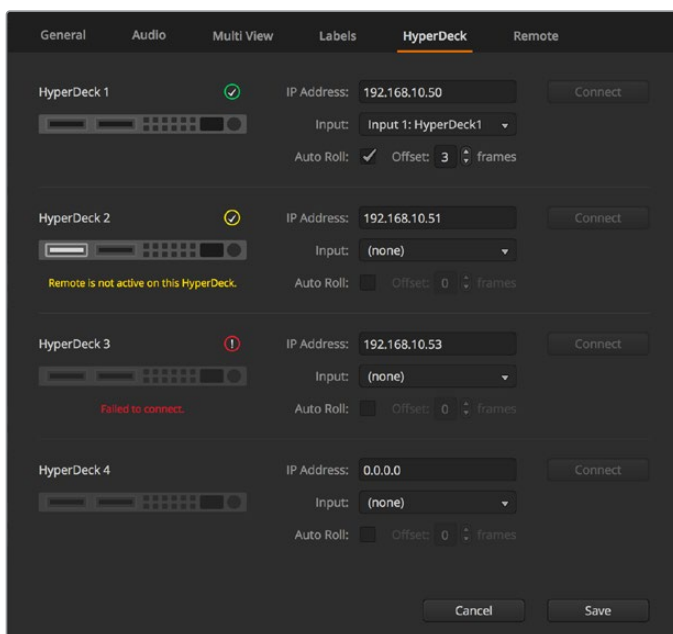 General Audio Multi View Labels HyperDeck Remote
HyperDeck 1 IP Address: 192.168.10.50 Connect
Input: Input 1: HyperDeck1
Auto Roll: Offset: 3 frames
HyperDeck 2 IP Address: 192.168.10.51 Connect
Input: (none)
Remote is not active on this HyperDeck. Auto Roll: Offset: 0 frames
HyperDeck 3 IP Address: 192.168.10.53 Connect
Input: (none)
Failed to connect. Auto Roll: Offset: 0 frames
HyperDeck 4 IP Address: 0.0.0.0 Connect
Input: (none)
Auto Roll: Offset: 0 frames
Cancel Save